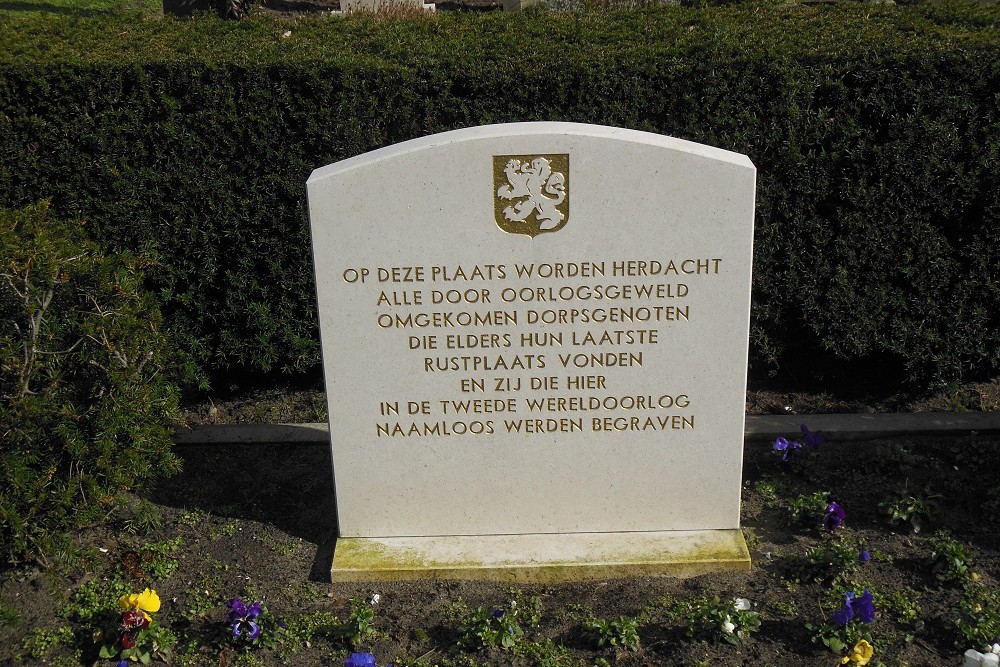 OP DEZE PLAATS WORDEN HERDACHT
ALLE DOOR OORLOGSGEWELD
OMGEKOMEN DORPSGENOTEN
DIE ELDERS HUN LAATSTE
RUSTPLAATS VONDEN
EN ZIJ DIE HIER
IN DE TWEEDE WERELDOORLOG
NAAMLOOS WERDEN BEGRAVEN